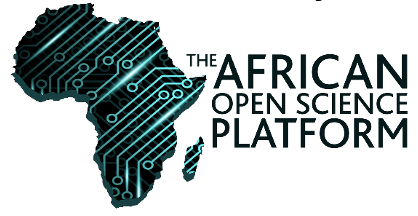 THE AFRICAN
OPEN SCIENCE
PLATFORM